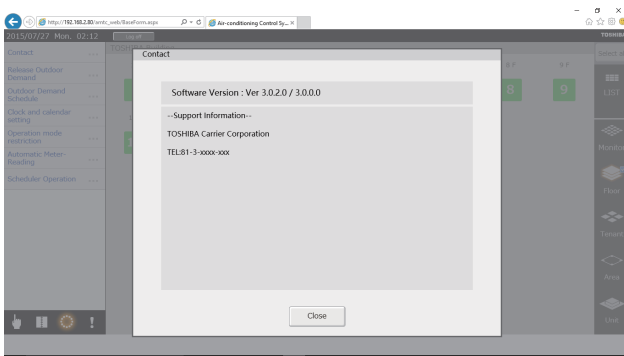 http://192.168.2.80/amtc_web/BaseForm.aspx
Air-conditioning Control Sy...
2015/07/27 Mon. 02:12
Log off
TOSHIBA
Contact ...
Contact
Select a
Release Outdoor
Demand ...
8 F
9 F
Outdoor Demand
Schedule ...
Software Version : Ver 3.0.2.0 / 3.0.0.0
8
9
LIST
Clock and calendar
setting ...
--Support Information--
Operation mode
restriction ...
TOSHIBA Carrier Corporation
Monitor
Automatic Meter-
Reading ...
TEL:81-3-xxxx-xxx
Scheduler Operation ...
Floor
Tenant
Area
Unit
Close